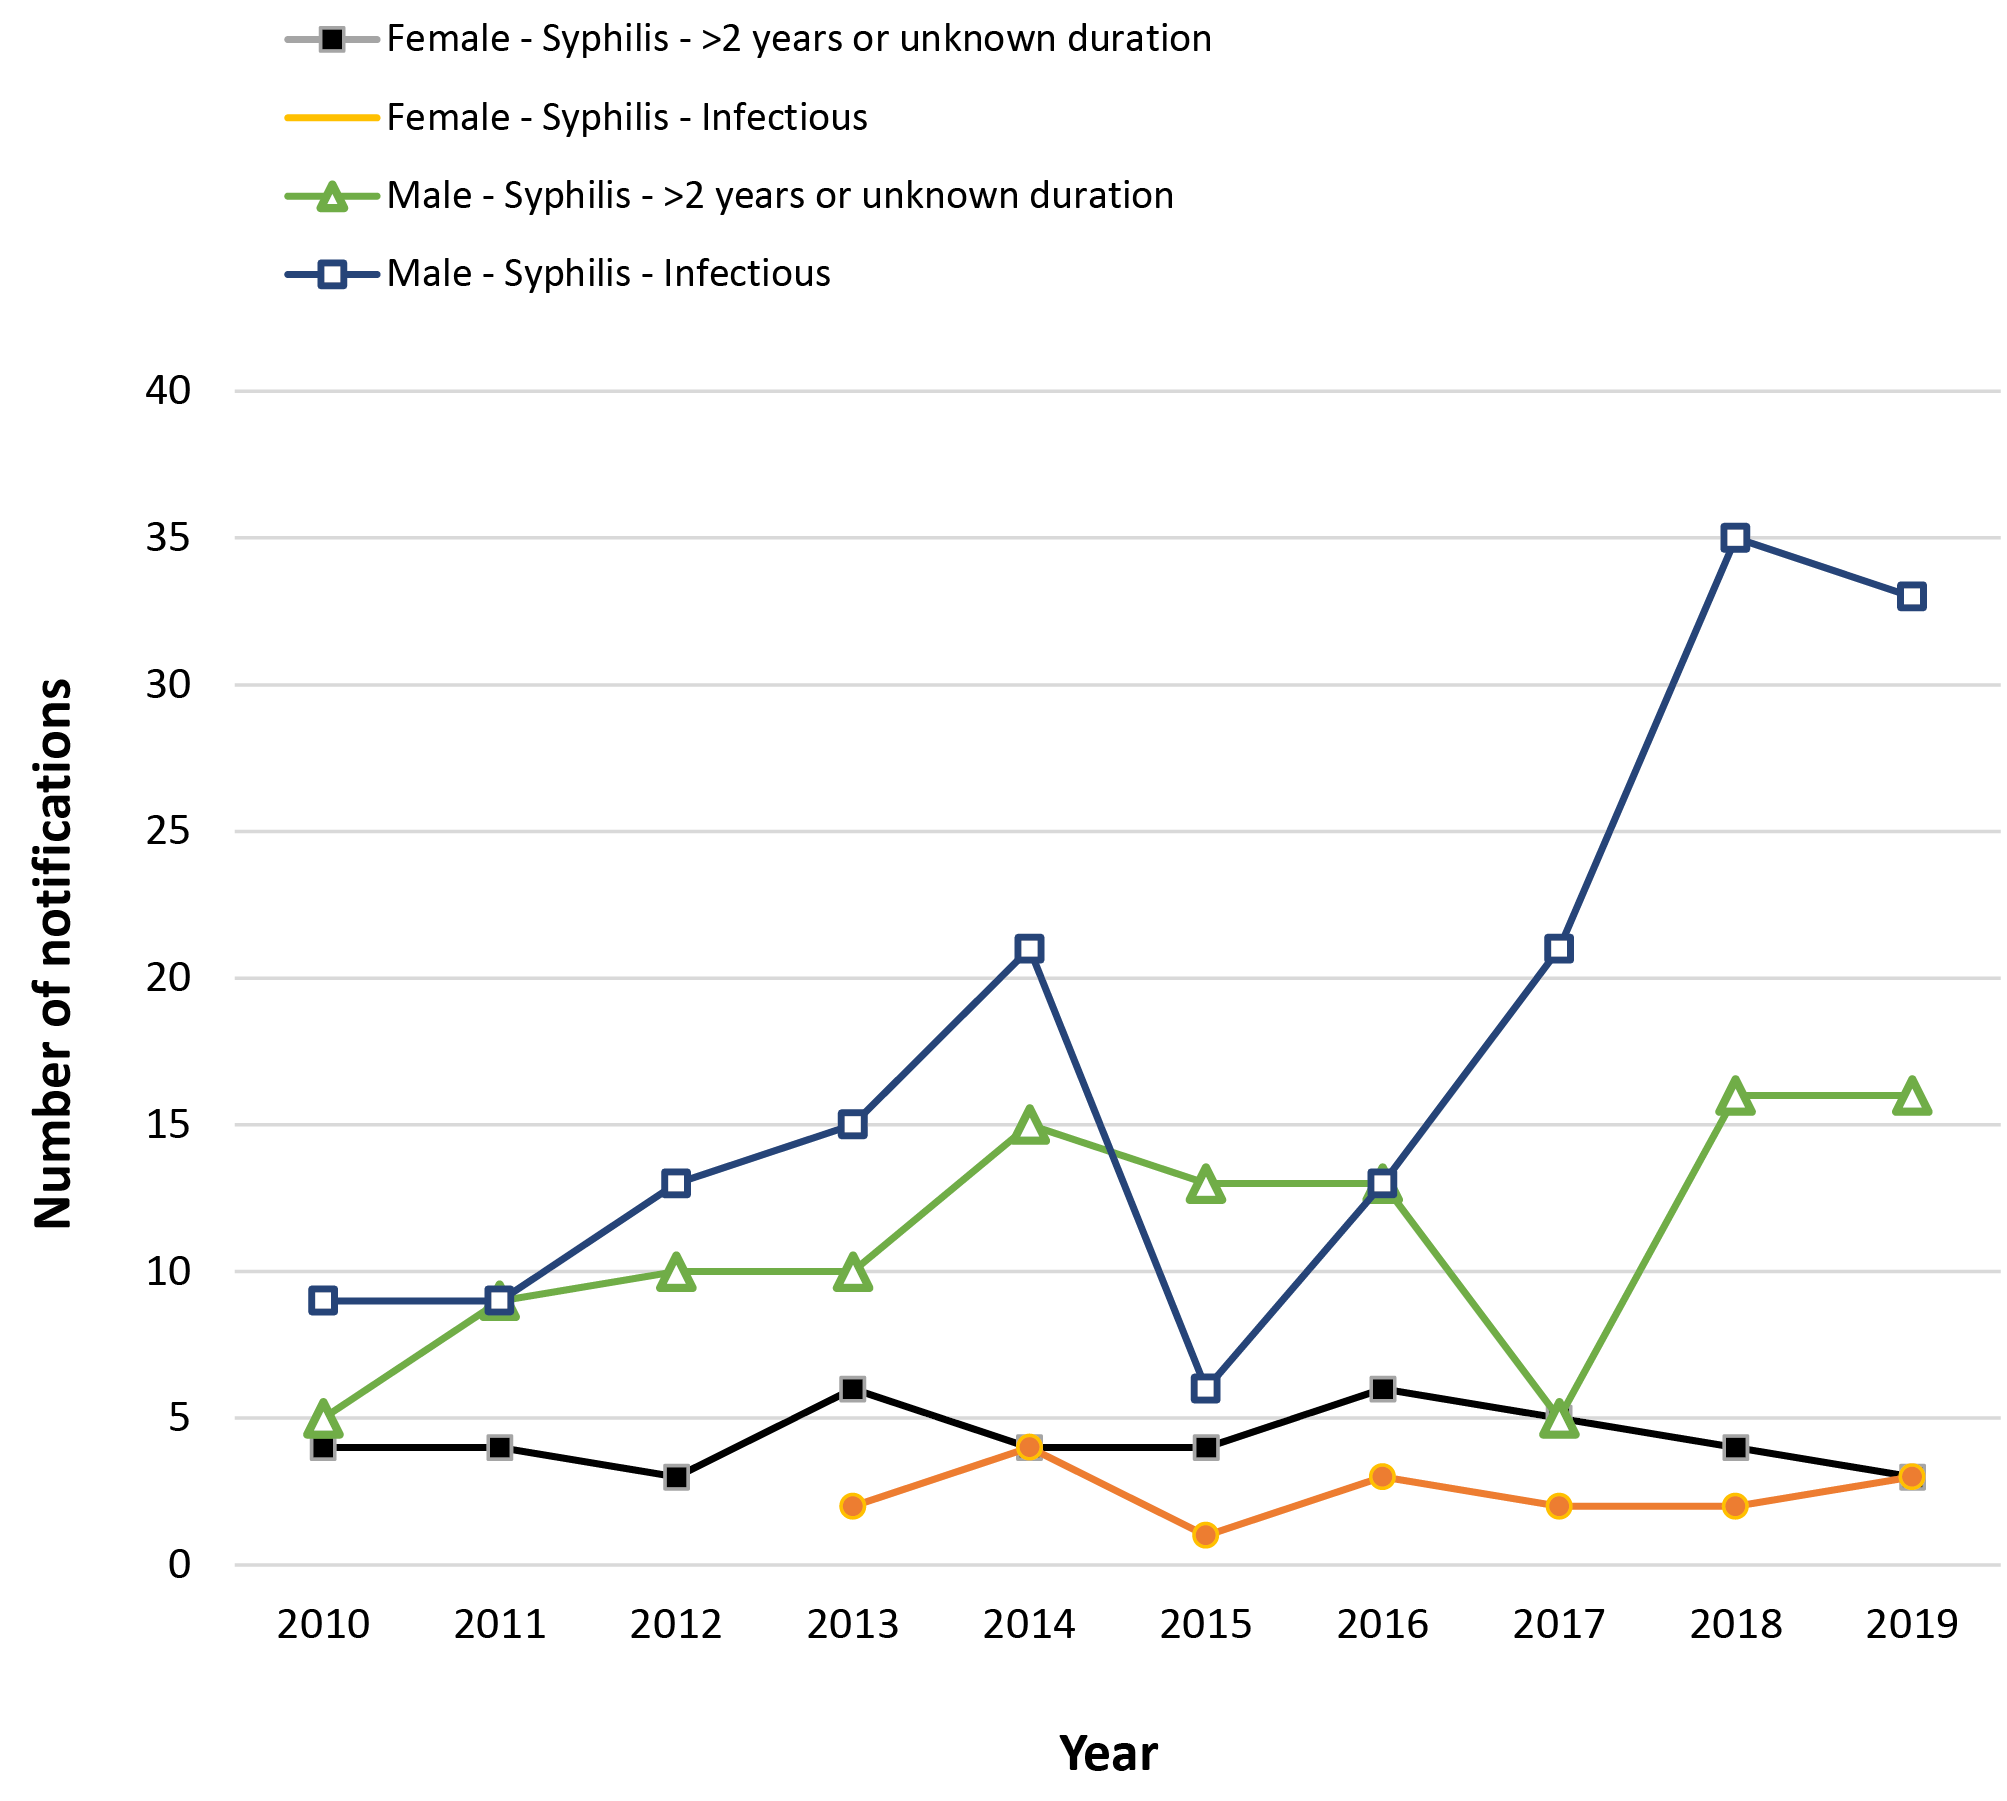 Female - Syphilis - >2 years or unknown duration
Female - Syphilis - Infectious
Male - Syphilis - >2 years or unknown duration
Male - Syphilis - Infectious
40
35
30
25
20
15
10
5
0
Number of notifications
2010 2011 2012 2013 2014 2015 2016 2017 2018 2019
Year